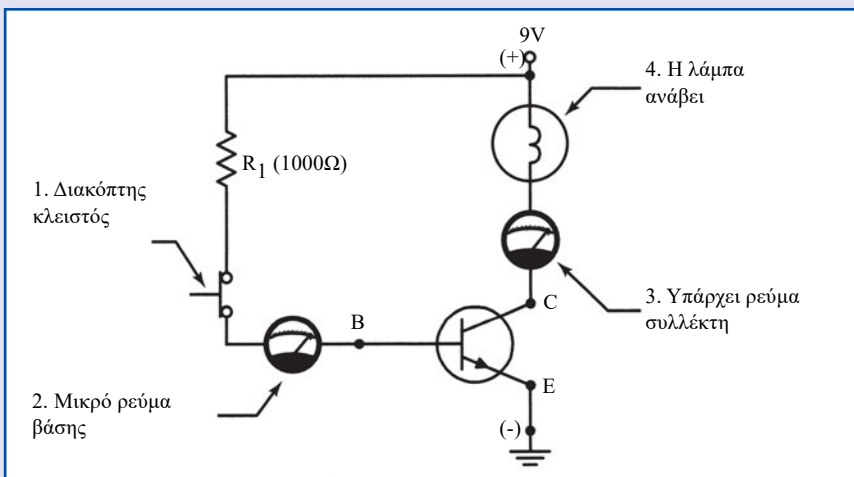 9V
(+)
4. Η λάμπα
ανάβει
R1 (1000Ω)
1. Διακόπτης
κλειστός
3. Υπάρχει ρεύμα
συλλέκτη
C
B
2. Μικρό ρεύμα
βάσης
E
(-)